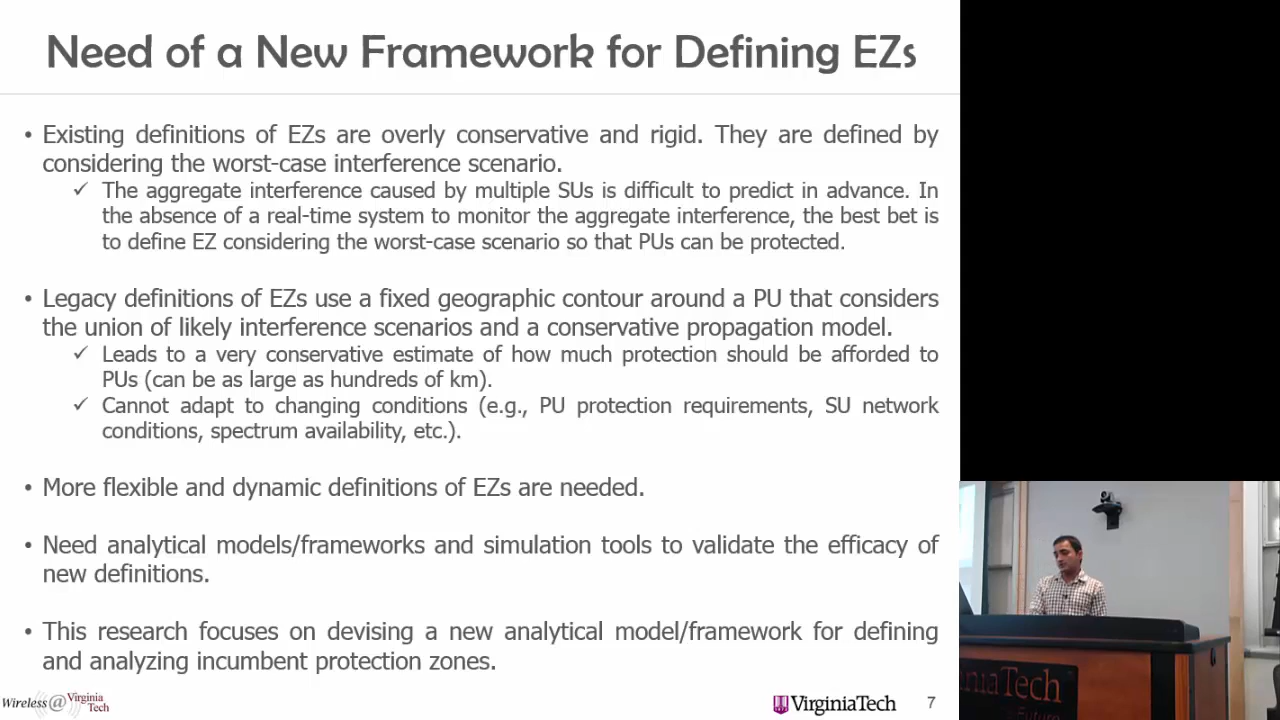 Need of a New Framework for Defining EZs
• Existing definitions of EZs are overly conservative and rigid. They are defined by
considering the worst-case interference scenario.
✓ The aggregate interference caused by multiple SUs is difficult to predict in advance. In
the absence of a real-time system to monitor the aggregate interference, the best bet is
to define EZ considering the worst-case scenario so that PUs can be protected.
• Legacy definitions of EZs use a fixed geographic contour around a PU that considers
the union of likely interference scenarios and a conservative propagation model.
✓ Leads to a very conservative estimate of how much protection should be afforded to
PUs (can be as large as hundreds of km).
✓ Cannot adapt to changing conditions (e.g., PU protection requirements, SU network
conditions, spectrum availability, etc.).
• More flexible and dynamic definitions of EZs are needed.
• Need analytical models/frameworks and simulation tools to validate the efficacy of
new definitions.
• This research focuses on devising a new analytical model/framework for defining
and analyzing incumbent protection zones.
Wireless@Virginia
Tech
VirginiaTech
7
iniaTech